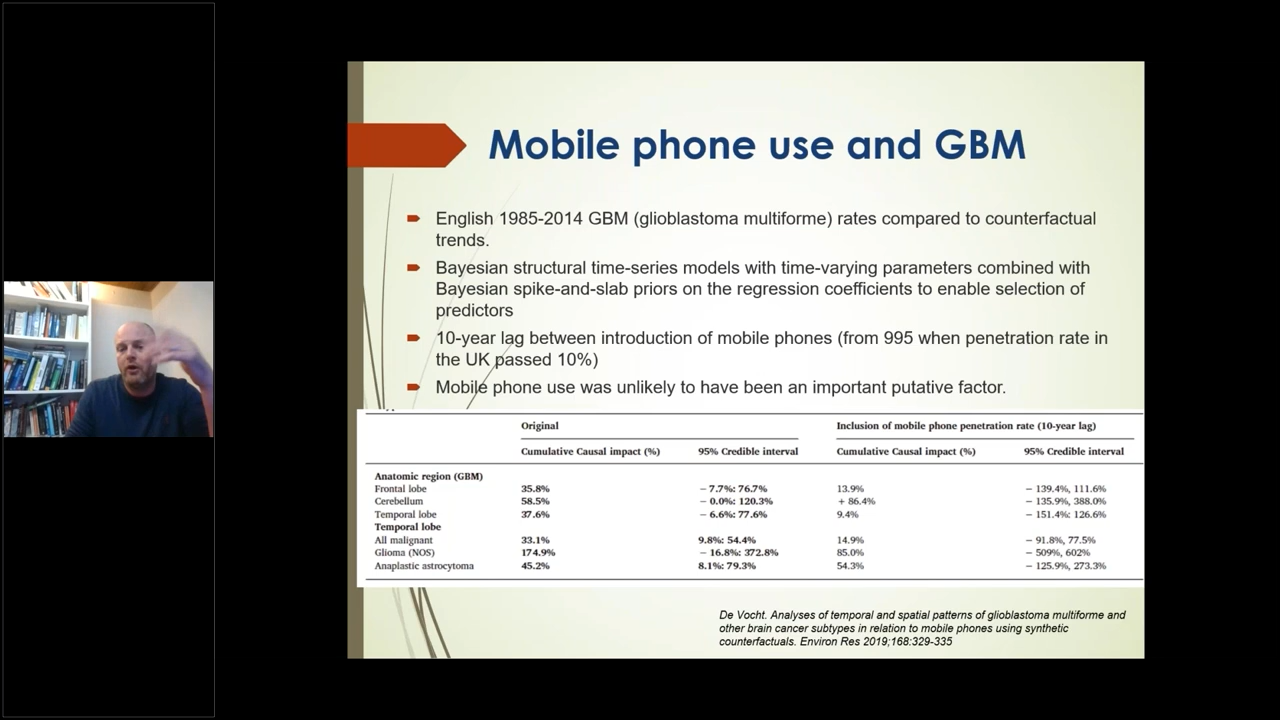 Mobile phone use and GBM
English 1985-2014 GBM (glioblastoma multiforme) rates compared to counterfactual
trends.
Bayesian structural time-series models with time-varying parameters combined with
Bayesian spike-and-slab priors on the regression coefficients to enable selection of
predictors
10-year lag between introduction of mobile phones (from 995 when penetration rate in
the UK passed 10%)
Mobile phone use was unlikely to have been an important putative factor.
Original Inclusion of mobile phone penetration rate (10-year lag)
Cumulative Causal impact (%) 95% Credible interval Cumulative Causal impact (%) 95% Credible interval
Anatomic region (GBM)
Frontal lobe 35.8% − 7.7%: 76.7% 13.9% − 139.4%, 111.6%
Cerebellum 58.5% − 0.0%: 120.3% + 86.4% − 135.9%, 388.0%
Temporal lobe 37.6% − 6.6%: 77.6% 9.4% − 151.4%: 126.6%
Temporal lobe
All malignant 33.1% 9.8%: 54.4% 14.9% − 91.8%, 77.5%
Glioma (NOS) 174.9% − 16.8%: 372.8% 85.0% − 509%, 602%
Anaplastic astrocytoma 45.2% 8.1%: 79.3% 54.3% − 125.9%, 273.3%
De Vocht. Analyses of temporal and spatial patterns of glioblastoma multiforme and
other brain cancer subtypes in relation to mobile phones using synthetic
counterfactuals. Environ Res 2019;168:329-335